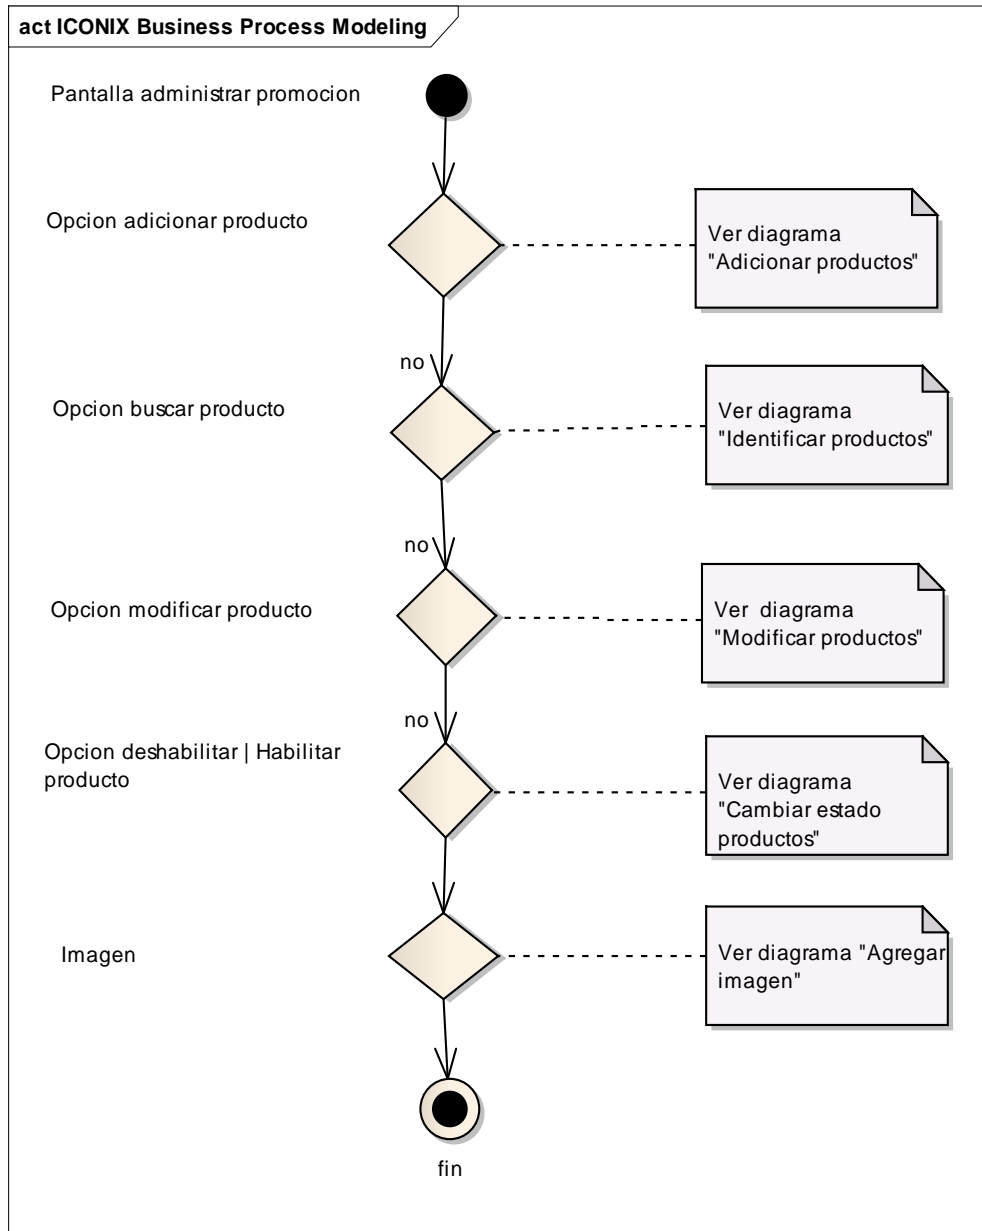 act ICONIX Business Process Modeling
Pantalla administrar promocion
Opcion adicionar producto
Ver diagrama
"Adicionar productos"
no
Opcion buscar producto
Ver diagrama
"Identificar productos"
no
Opcion modificar producto
Ver diagrama
"Modificar productos"
no
Opcion deshabilitar | Habilitar
producto
Ver diagrama
"Cambiar estado
productos"
Imagen
Ver diagrama "Agregar
imagen"
fin